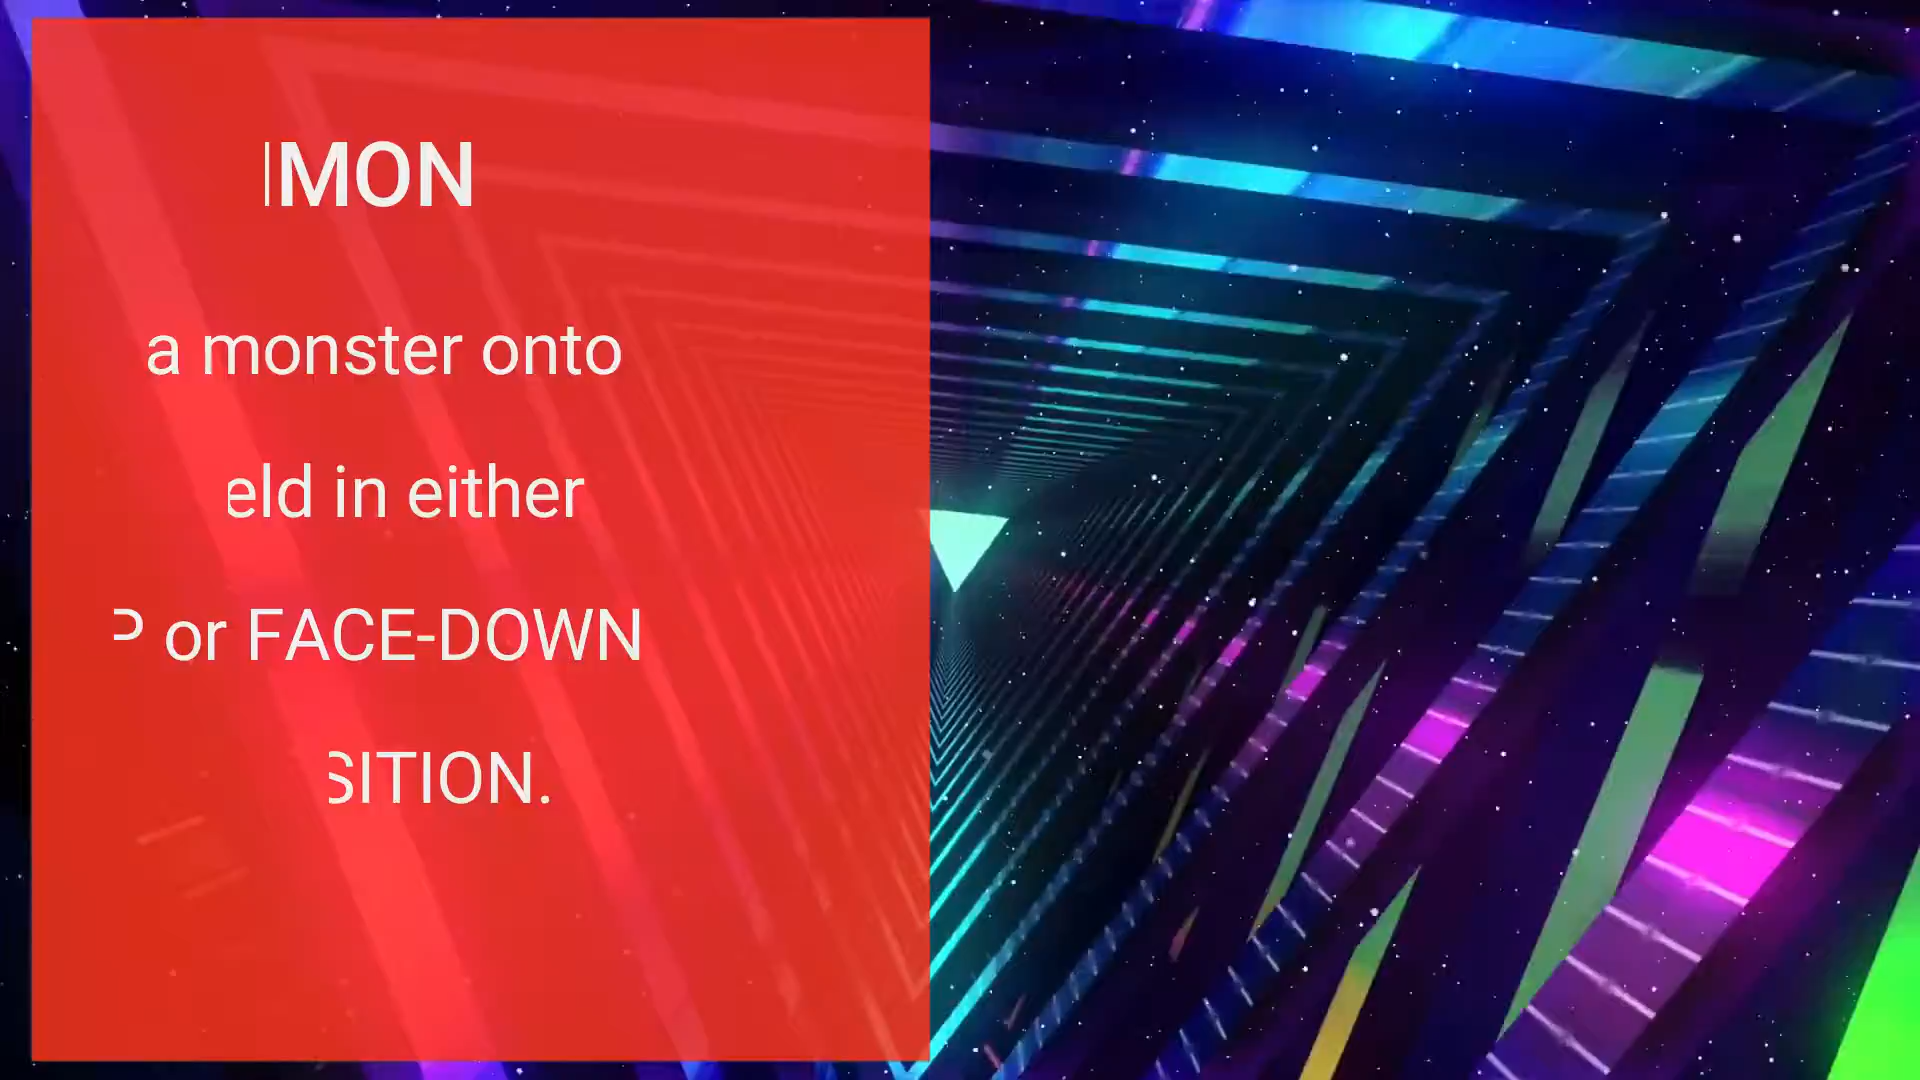 MON
a monster onto
eld in either
P or FACE-DOWN
SITION.